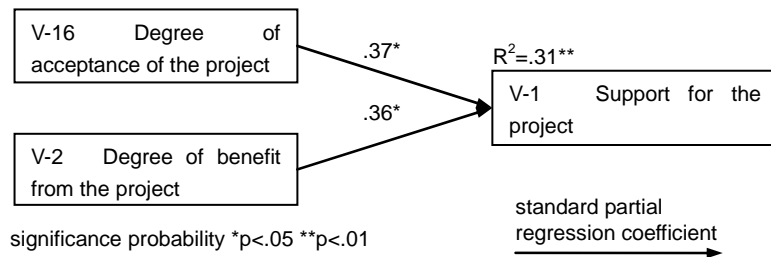 V-16 Degree of
acceptance of the project
.37*
R²=.31**
V-1 Support for the
project
.36*
V-2 Degree of benefit
from the project
standard partial
regression coefficient
significance probability *p<.05 **p<.01